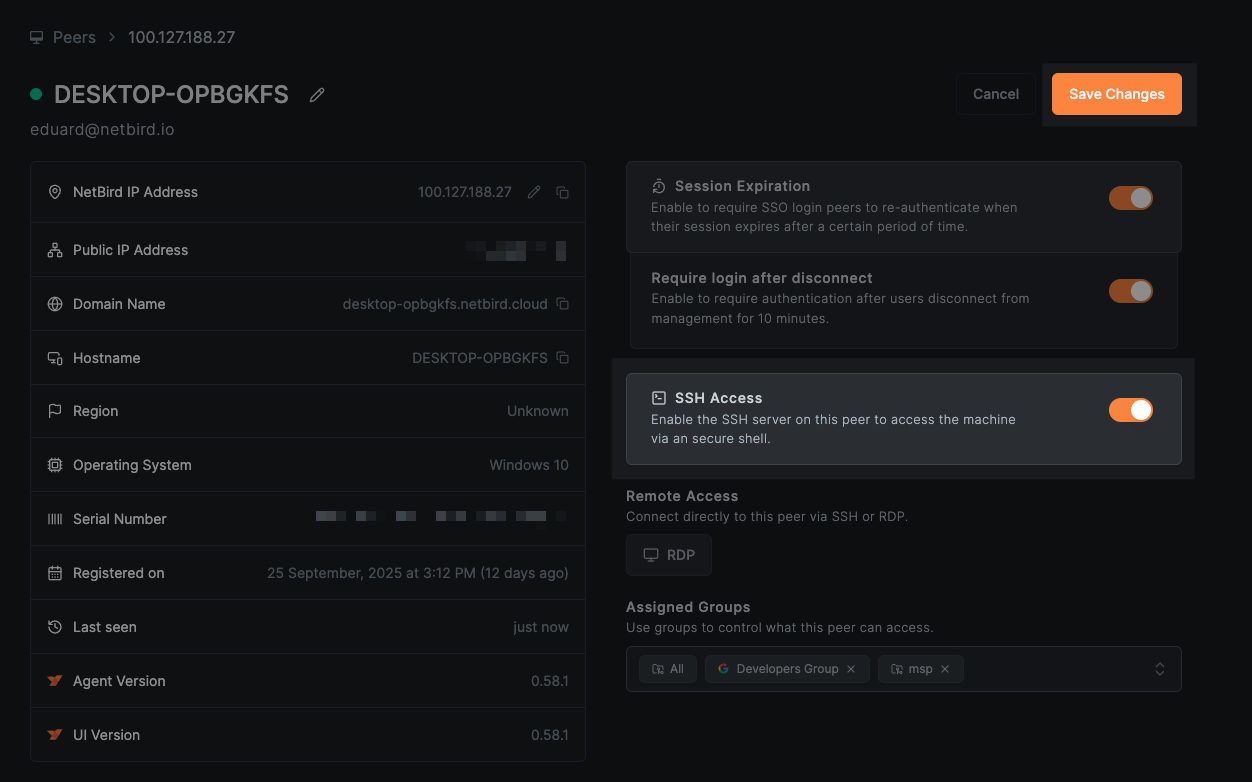 Peers > 100.127.188.27
DESKTOP-OPBGKFS
Cancel
Save Changes
eduard@netbird.io
NetBird IP Address 100.127.188.27
Public IP Address
Domain Name desktop-opbgkfs.netbird.cloud
Hostname DESKTOP-OPBGKFS
Region Unknown
Operating System Windows 10
Serial Number
Registered on 25 September, 2025 at 3:12 PM (12 days ago)
Last seen just now
Agent Version 0.58.1
UI Version 0.58.1
Session Expiration
Enable to require SSO login peers to re-authenticate when
their session expires after a certain period of time.
Require login after disconnect
Enable to require authentication after users disconnect from
management for 10 minutes.
SSH Access
Enable the SSH server on this peer to access the machine
via an secure shell.
Remote Access
Connect directly to this peer via SSH or RDP.
RDP
Assigned Groups
Use groups to control what this peer can access.
All Developers Group msp